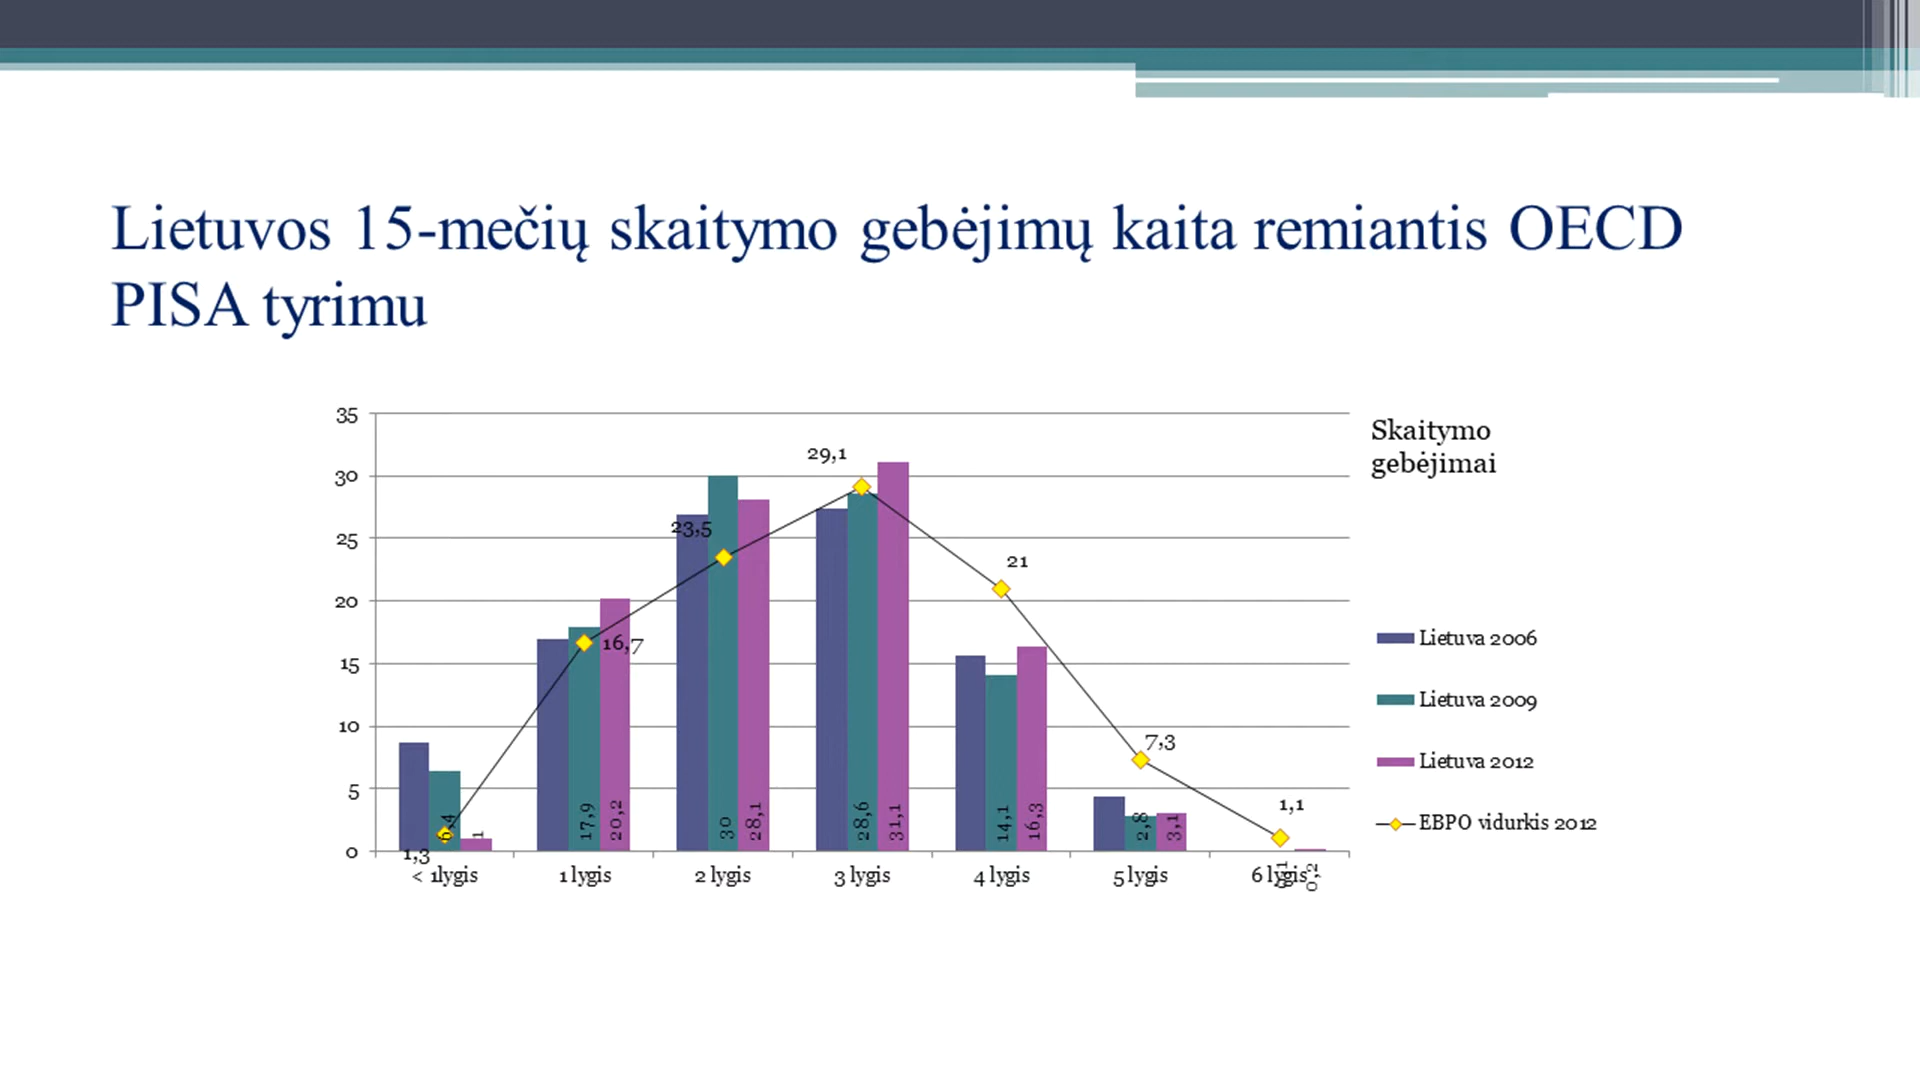 Lietuvos 15-mečių skaitymo gebėjimų kaita remiantis OECD
PISA tyrimu
Skaitymo
gebėjimai
35
30
25
20
15
10
5
0
29,1
23,5
21
16,7
7,3
1,1
1,3
6,4
1
17,9
20,2
30
28,1
28,6
31,1
14,1
16,3
2,8
3,1
0,2
< 1lygis
1 lygis
2 lygis
3 lygis
4 lygis
5 lygis
6 lygis
Lietuva 2006
Lietuva 2009
Lietuva 2012
EBPO vidurkis 2012